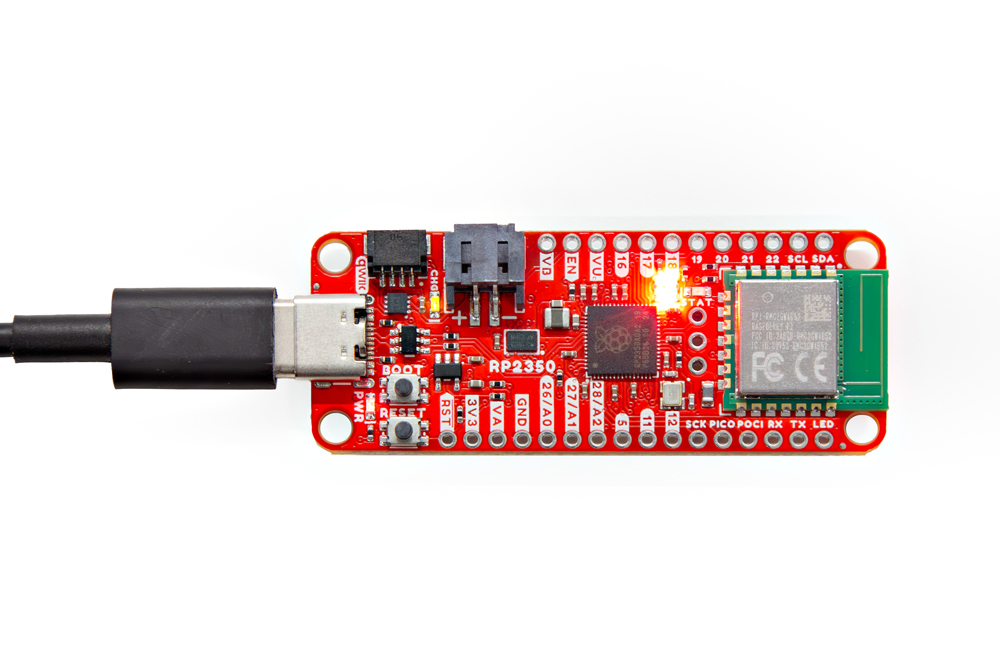 QWIIC
CHG
+ −
VB
EN
VU
16
17
18
19
20
21
22
SCL
SDA
STAT
BOOT
RP2350
PWR
RESET
RST
3V3
VA
GND
26/A0
27/A1
28/A2
5
11
12
SCK
PICO
POCI
RX
TX
LED
FC CE